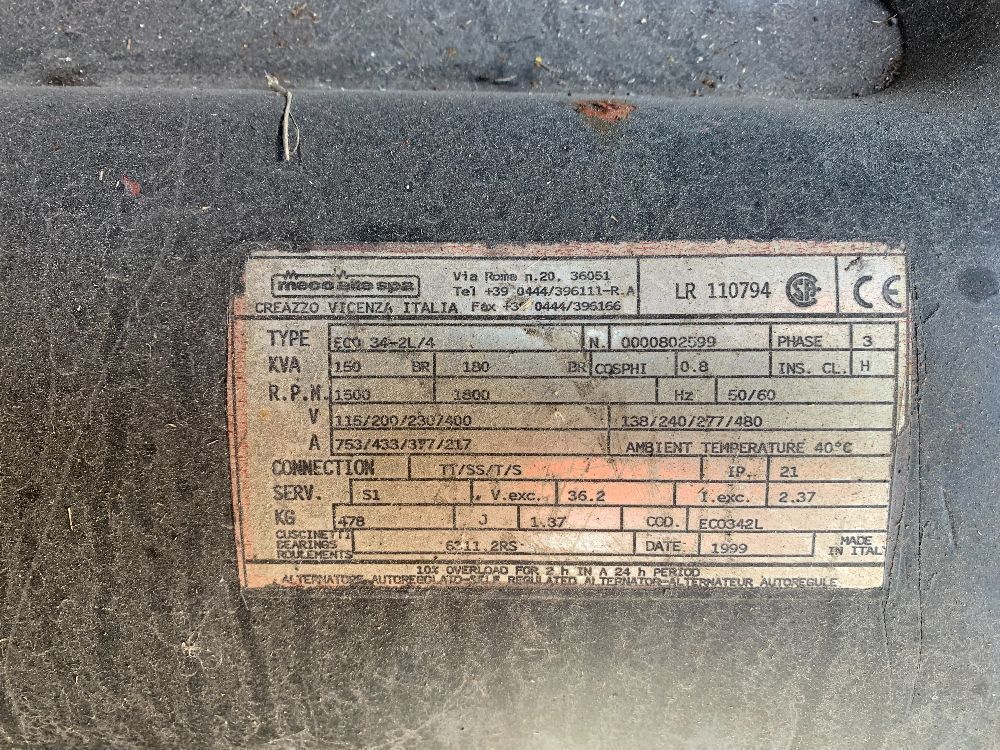 mecc alte spa
Via Roma n.20, 36051
Tel +39 0444/396111-R.A
CREAZZO VICENZA ITALIA Fax +39 0444/396166
LR 110794
CE
TYPE ECO 34-2L/4 N. 0000802599 PHASE 3
KVA 150 BR 180 BR COSPHI 0.8 INS. CL. H
R.P.M. 1500 1800 Hz 50/60
V 115/200/230/400 138/240/277/480
A 753/433/377/217 AMBIENT TEMPERATURE 40°C
CONNECTION TT/SS/T/S IP. 21
SERV. S1 V.exc. 36.2 I.exc. 2.37
KG 478 J 1.37 COD. ECO342L
CUSCINETTI
BEARINGS
ROULEMENTS
6311.2RS DATE 1999
MADE
IN ITALY
10% OVERLOAD FOR 2 h IN A 24 h PERIOD
ALTERNATORE AUTOREGOLATO-SELF REGULATED ALTERNATOR-ALTERNATEUR AUTOREGULE